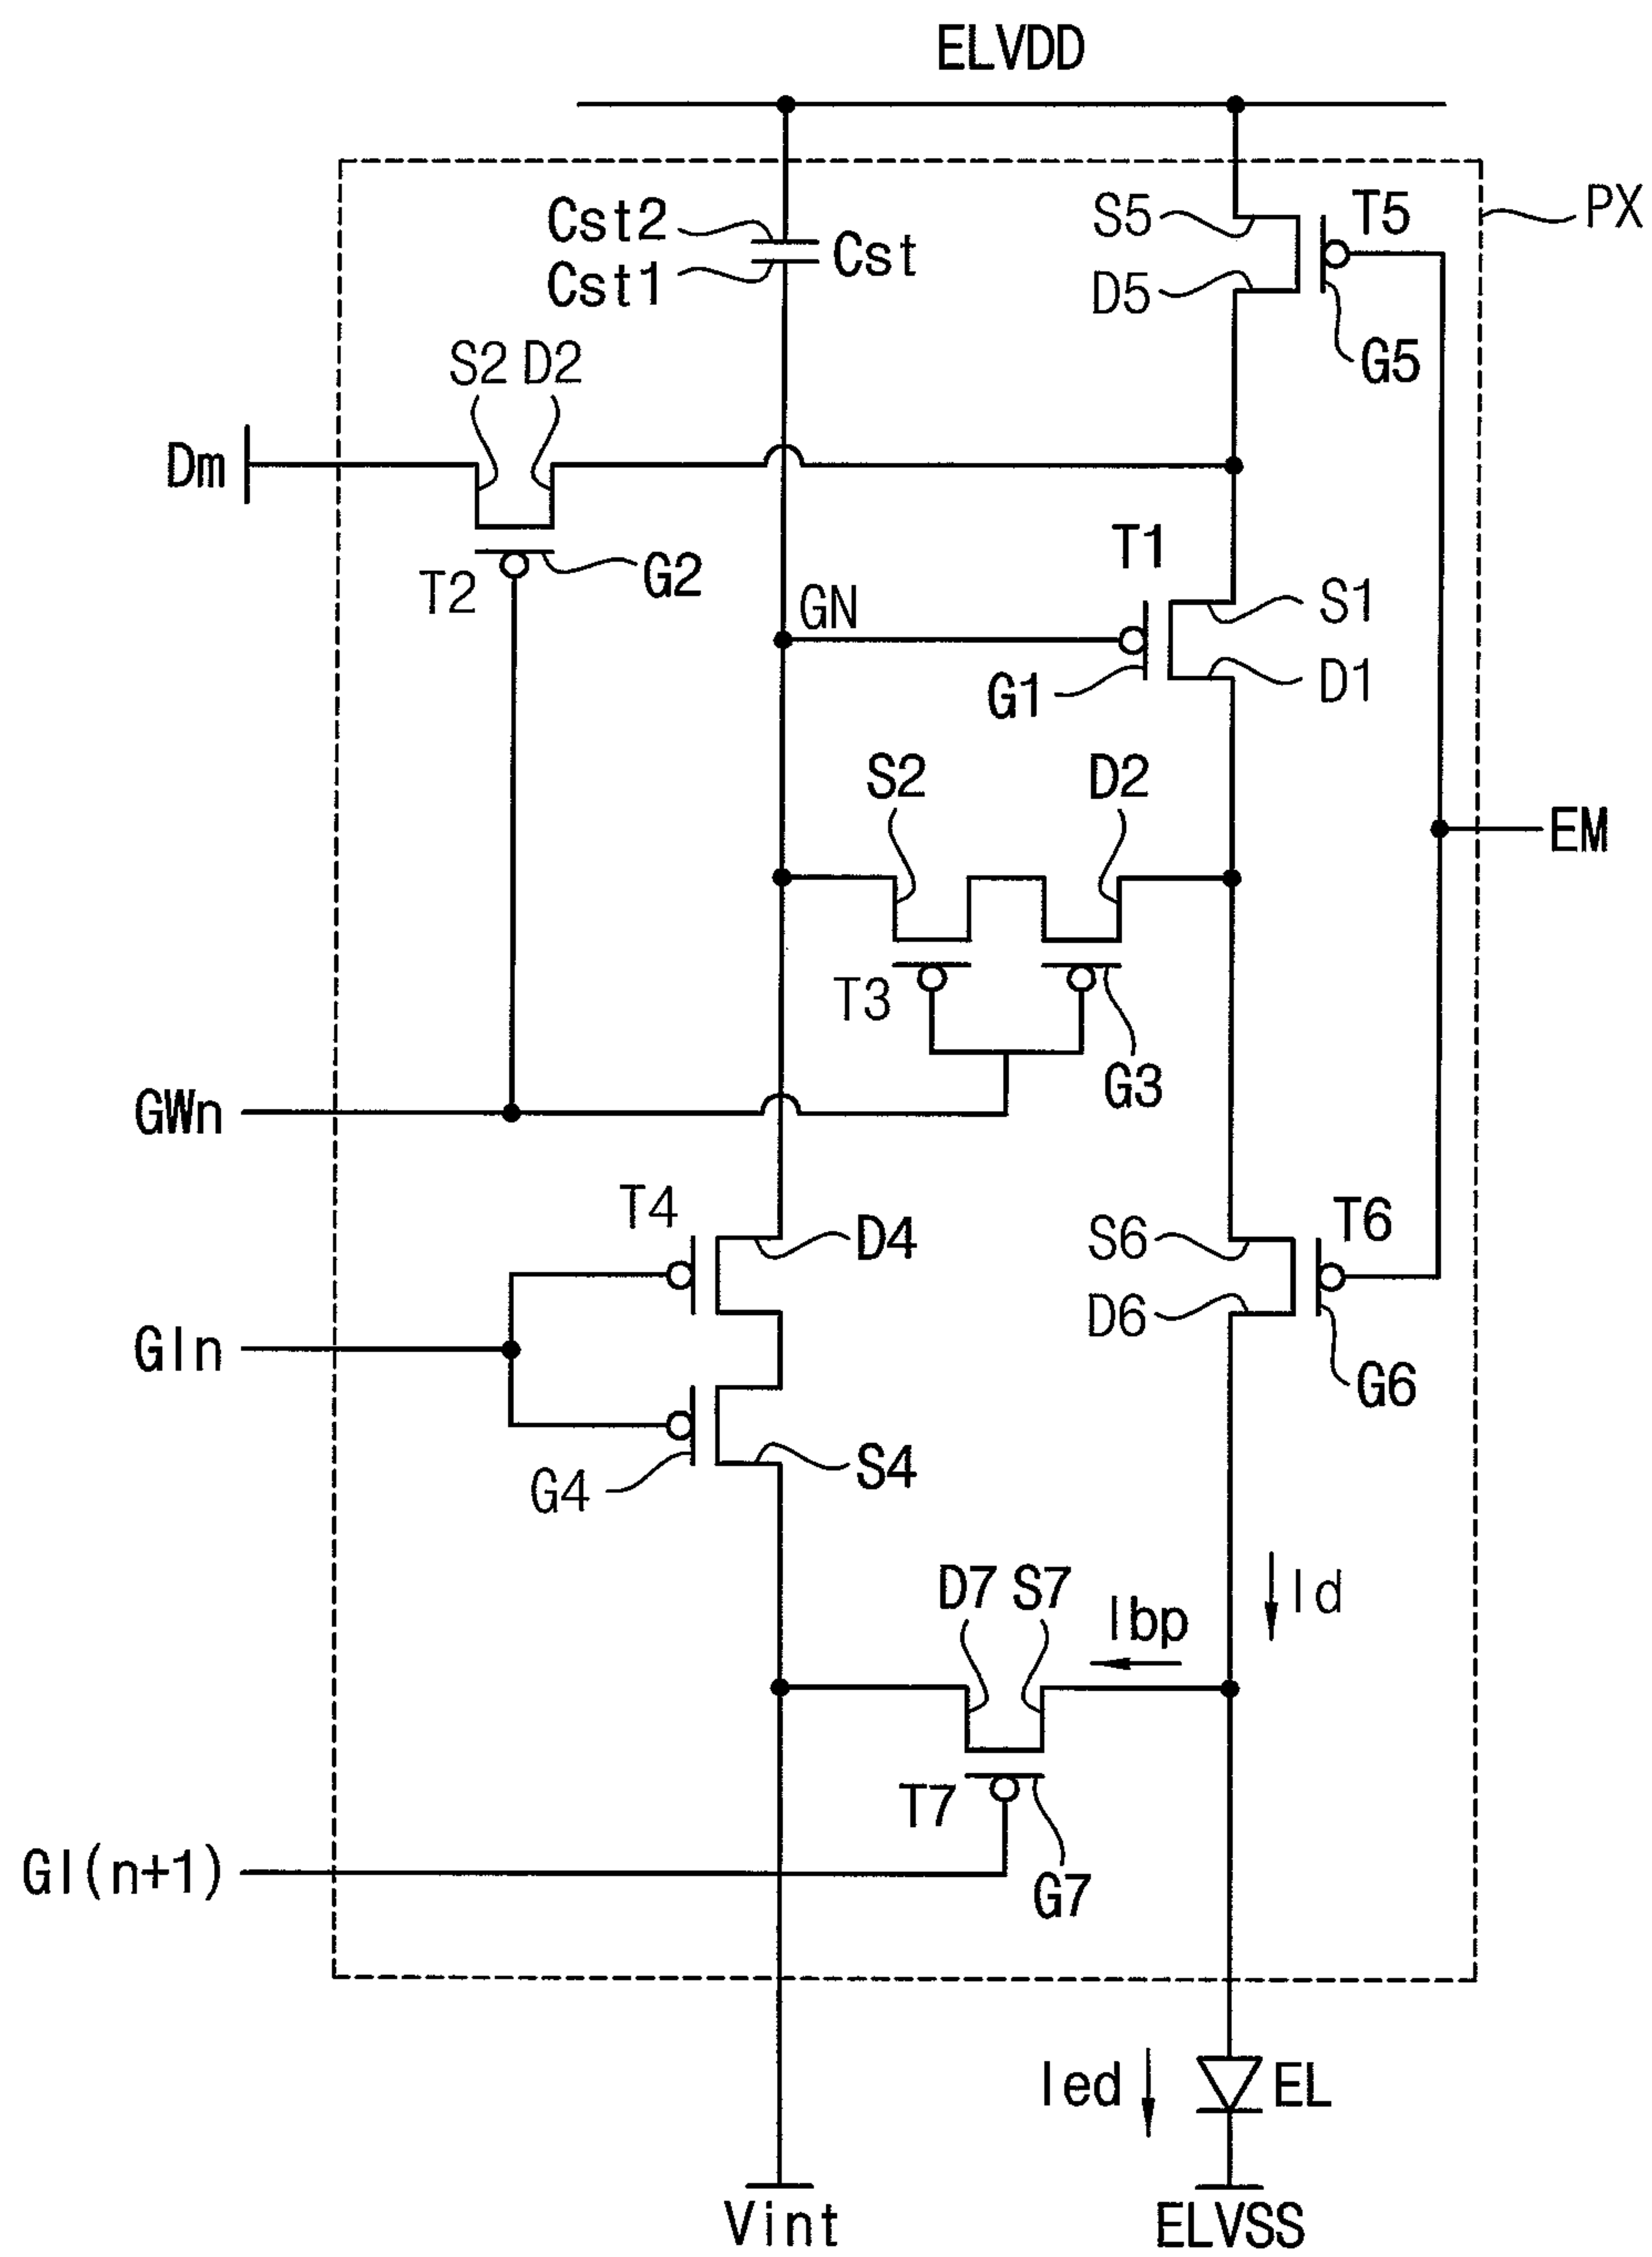 ELVDD
PX
Cst2
Cst
Cst1
S5
T5
D5
G5
S2
D2
Dm
T2
G2
T1
GN
S1
G1
D1
S2
D2
EM
T3
G3
GWn
T4
D4
S6
T6
D6
GIn
G6
G4
S4
D7
S7
Ibp
Id
T7
GI(n+1)
G7
Ied
EL
Vint
ELVSS